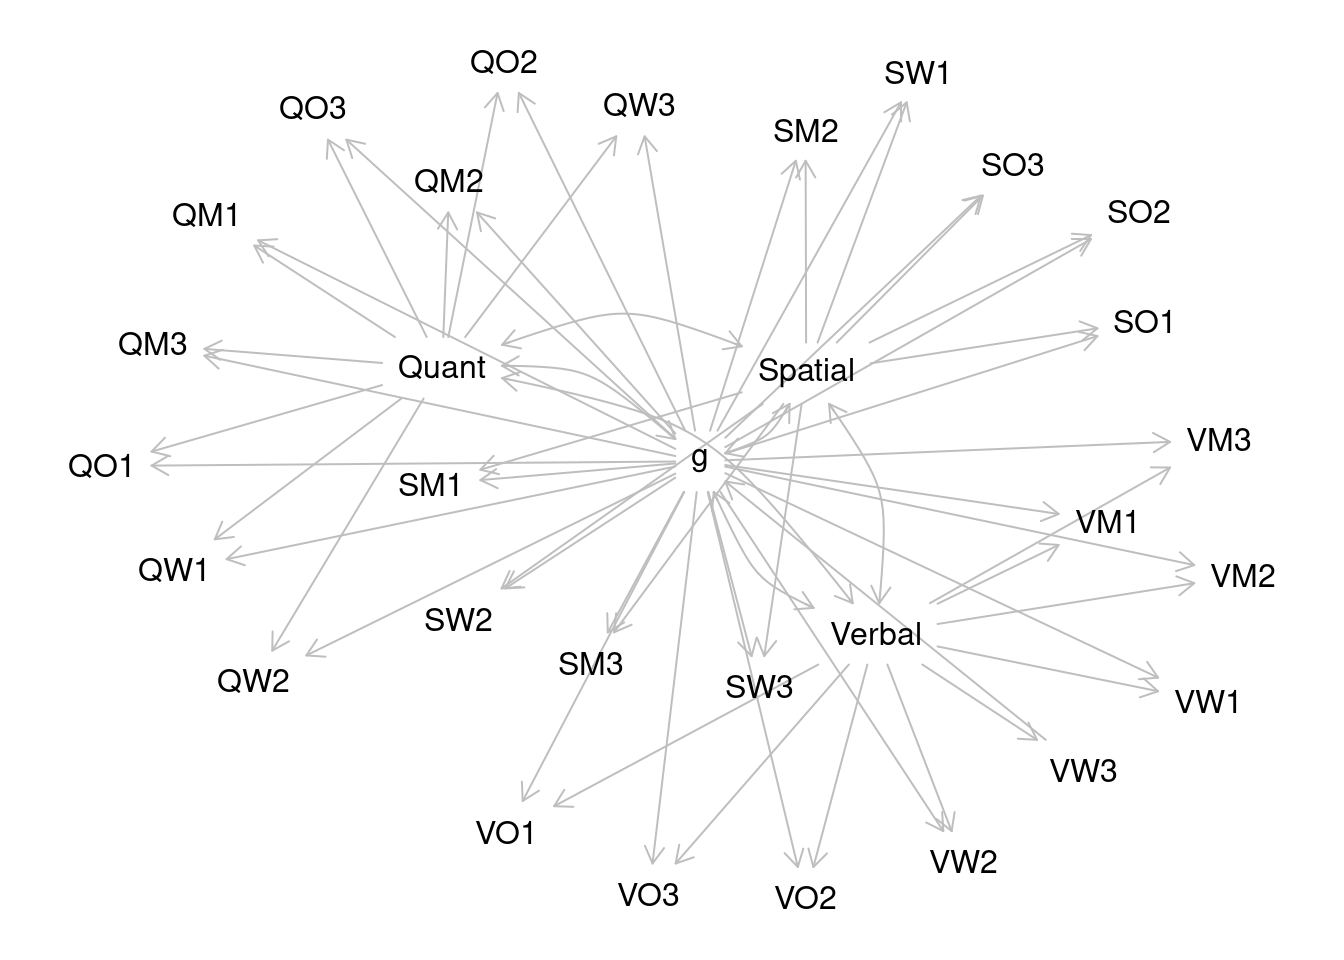 QO2
SW1
QO3
QW3
SM2
SO3
QM2
QM1
SO2
SO1
QM3
Quant
Spatial
VM3
g
QO1
SM1
VM1
QW1
VM2
SW2
Verbal
SM3
QW2
SW3
VW1
VW3
VO1
VW2
VO3
VO2